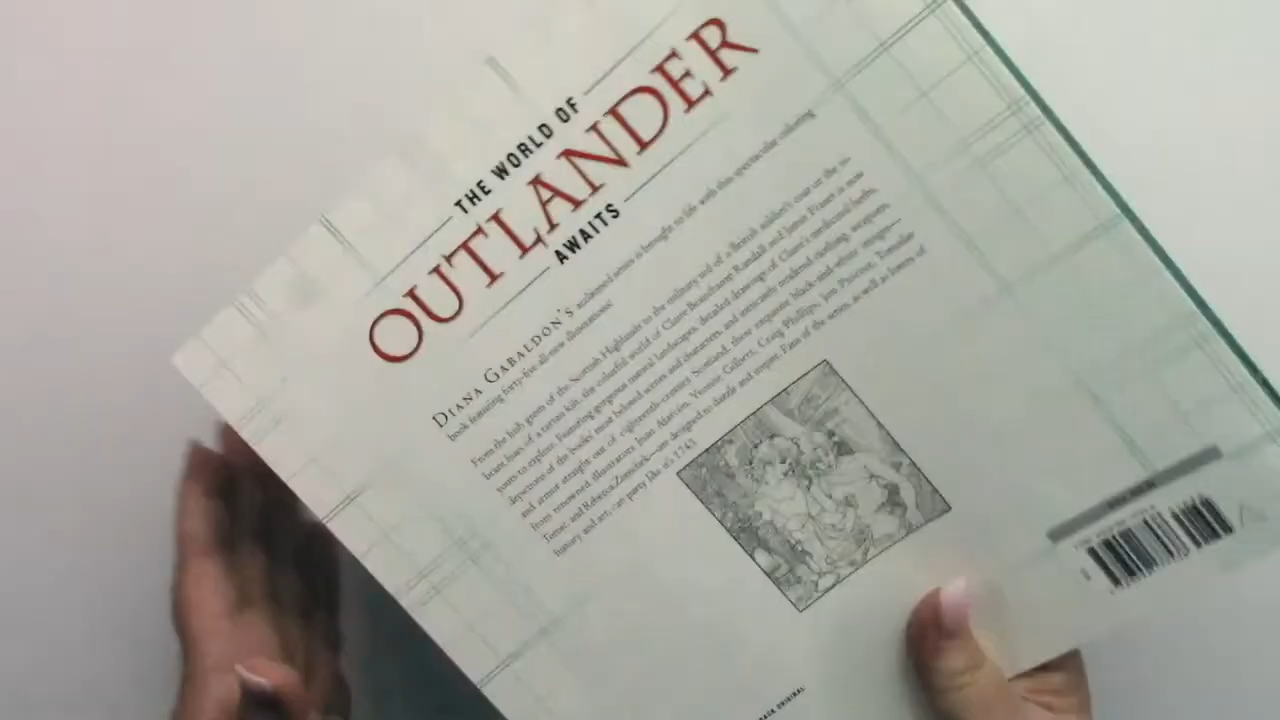 THE WORLD OF
OUTLANDER
AWAITS
DIANA GABALDON'S acclaimed series is brought to life with this spectacular coloring
book featuring forty-five all-new illustrations!
From the lush green of the Scottish Highlands to the military red of a British soldier's coat to the vi-
brant hues of a tartan kilt, the colorful world of Claire Beauchamp Randall and Jamie Fraser is now
yours to explore. Featuring gorgeous natural landscapes, detailed drawings of Claire's medicinal herbs,
depictions of the books' most beloved scenes and characters, and intricately rendered clothing, weapons,
and armor straight out of eighteenth-century Scotland, these exquisite black-and-white images—
from renowned illustrators Juan Alarcón, Yvonne Gilbert, Craig Phillips, Jon Proctor, Tomislav
Tomić, and Rebecca Zomchek—are designed to dazzle and inspire. Fans of the series, as well as lovers of
history and art, can party like it's 1743.
ORIGINAL